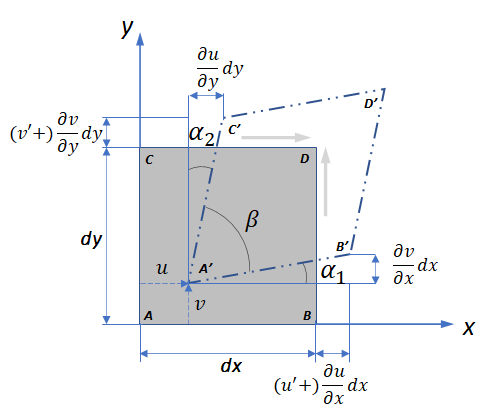 y
∂u/∂y dy
(v'+) ∂v/∂y dy
α₂
C'
D'
C
D
β
dy
B'
∂v/∂x dx
u
A'
α₁
v
A
B
x
dx
(u'+) ∂u/∂x dx